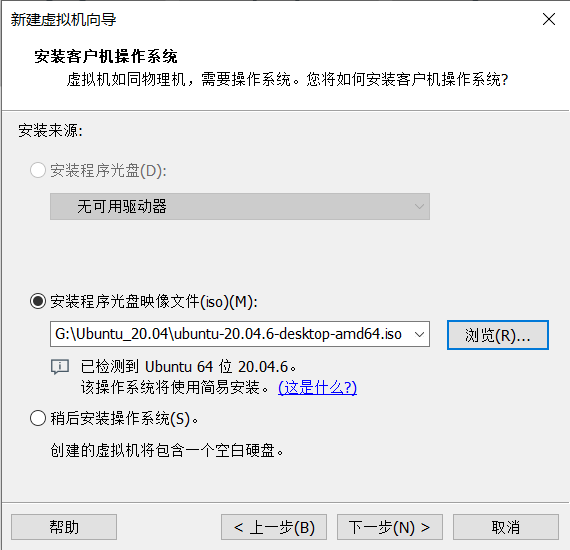 新建虚拟机向导
安装客户机操作系统
虚拟机如同物理机，需要操作系统。您将如何安装客户机操作系统?
安装来源:
安装程序光盘(D):
无可用驱动器
安装程序光盘映像文件(iso)(M):
G:\Ubuntu_20.04\ubuntu-20.04.6-desktop-amd64.iso
浏览(R)...
已检测到 Ubuntu 64 位 20.04.6。
该操作系统将使用简易安装。(这是什么?)
稍后安装操作系统(S)。
创建的虚拟机将包含一个空白硬盘。
帮助
< 上一步(B)
下一步(N) >
取消